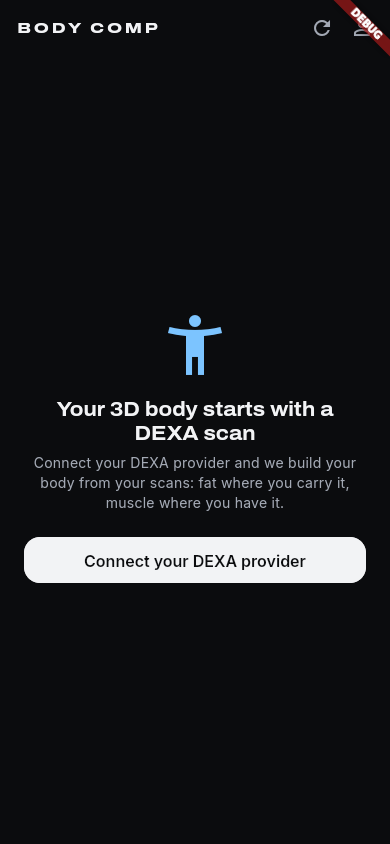 BODY COMP
DEBUG
Your 3D body starts with a
DEXA scan
Connect your DEXA provider and we build your
body from your scans: fat where you carry it,
muscle where you have it.
Connect your DEXA provider